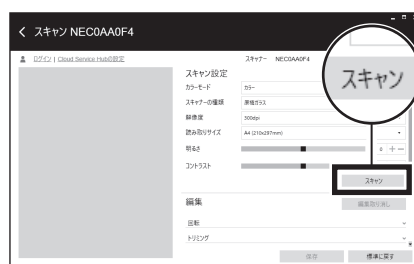 スキャン NEC0AA0F4
ログイン | Cloud Service Hubの設定
スキャナー NEC0AA0F4
スキャン設定
カラーモード カラー
スキャナーの種類 原稿ガラス
解像度 300dpi
読み取りサイズ A4 (210x297mm)
明るさ 0 + −
コントラスト
スキャン
スキャン
編集 編集取り消し
回転
トリミング
保存 標準に戻す